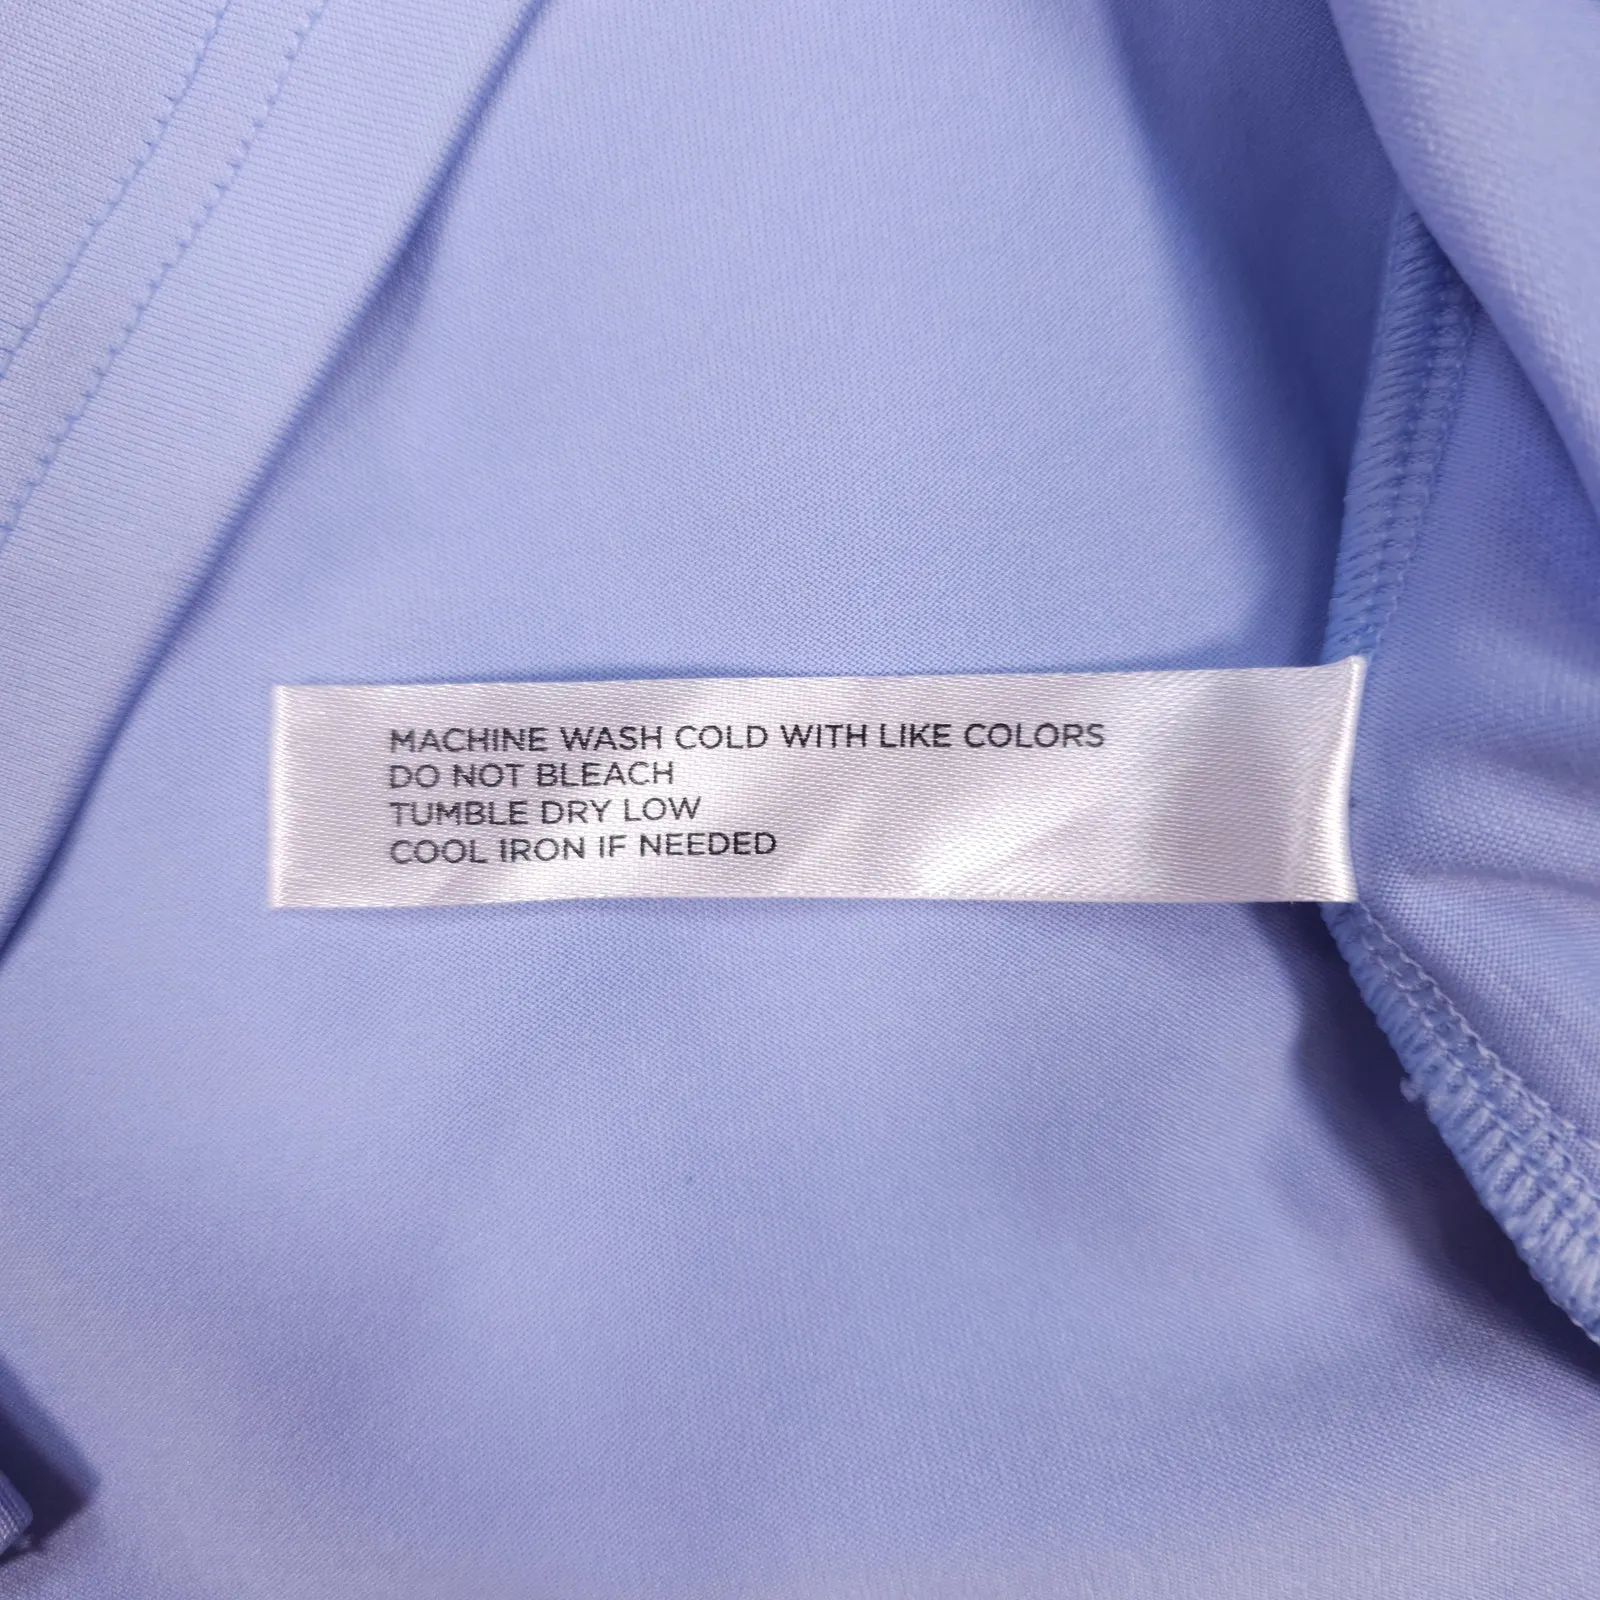 MACHINE WASH COLD WITH LIKE COLORS
DO NOT BLEACH
TUMBLE DRY LOW
COOL IRON IF NEEDED